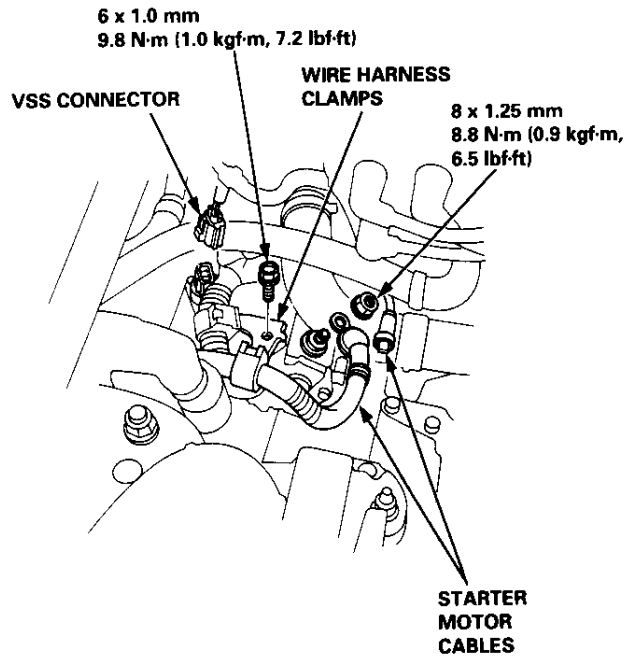 6 x 1.0 mm
9.8 N·m (1.0 kgf·m, 7.2 lbf·ft)
VSS CONNECTOR
WIRE HARNESS
CLAMPS
8 x 1.25 mm
8.8 N·m (0.9 kgf·m,
6.5 lbf·ft)
STARTER
MOTOR
CABLES